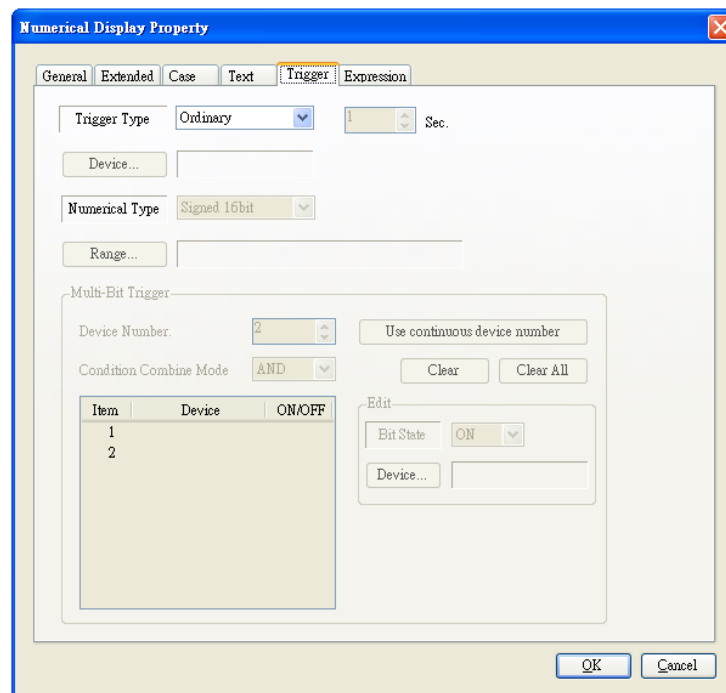 Numerical Display Property
General Extended Case Text Trigger Expression
Trigger Type Ordinary 1 Sec.
Device...
Numerical Type Signed 16bit
Range...
Multi-Bit Trigger
Device Number. 2 Use continuous device number
Condition Combine Mode AND Clear Clear All
Item Device ON/OFF
1
2
Edit
Bit State ON
Device...
OK Cancel